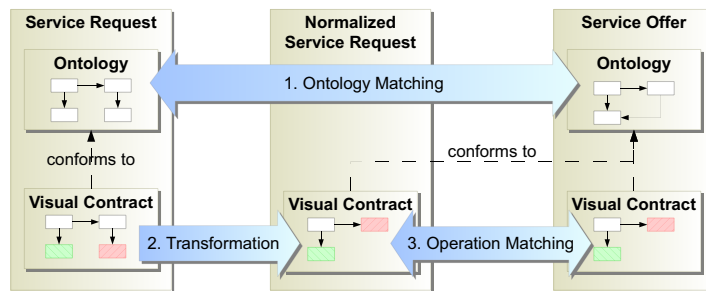 Service Request
Normalized
Service Request
Service Offer
Ontology
Ontology
1. Ontology Matching
conforms to
conforms to
Visual Contract
Visual Contract
Visual Contract
2. Transformation
3. Operation Matching